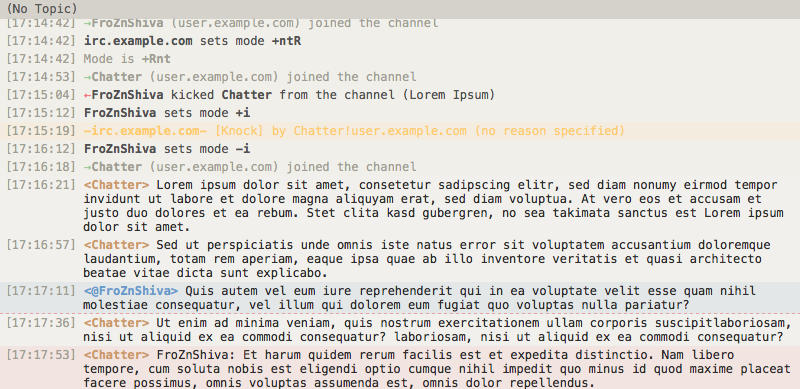 (No Topic)
[17:14:42] →FroZnShiva (user.example.com) joined the channel
[17:14:42] irc.example.com sets mode +ntR
[17:14:42] Mode is +Rnt
[17:14:53] →Chatter (user.example.com) joined the channel
[17:15:04] ←FroZnShiva kicked Chatter from the channel (Lorem Ipsum)
[17:15:12] FroZnShiva sets mode +i
[17:15:19] —irc.example.com— [Knock] by Chatter!user.example.com (no reason specified)
[17:16:12] FroZnShiva sets mode —i
[17:16:18] →Chatter (user.example.com) joined the channel
[17:16:21] <Chatter> Lorem ipsum dolor sit amet, consetetur sadipscing elitr, sed diam nonumy eirmod tempor
invidunt ut labore et dolore magna aliquyam erat, sed diam voluptua. At vero eos et accusam et
justo duo dolores et ea rebum. Stet clita kasd gubergren, no sea takimata sanctus est Lorem ipsum
dolor sit amet.
[17:16:57] <Chatter> Sed ut perspiciatis unde omnis iste natus error sit voluptatem accusantium doloremque
laudantium, totam rem aperiam, eaque ipsa quae ab illo inventore veritatis et quasi architecto
beatae vitae dicta sunt explicabo.
[17:17:11] <@FroZnShiva> Quis autem vel eum iure reprehenderit qui in ea voluptate velit esse quam nihil
molestiae consequatur, vel illum qui dolorem eum fugiat quo voluptas nulla pariatur?
[17:17:36] <Chatter> Ut enim ad minima veniam, quis nostrum exercitationem ullam corporis suscipitlaboriosam,
nisi ut aliquid ex ea commodi consequatur? laboriosam, nisi ut aliquid ex ea commodi consequatur?
[17:17:53] <Chatter> FroZnShiva: Et harum quidem rerum facilis est et expedita distinctio. Nam libero
tempore, cum soluta nobis est eligendi optio cumque nihil impedit quo minus id quod maxime placeat
facere possimus, omnis voluptas assumenda est, omnis dolor repellendus.